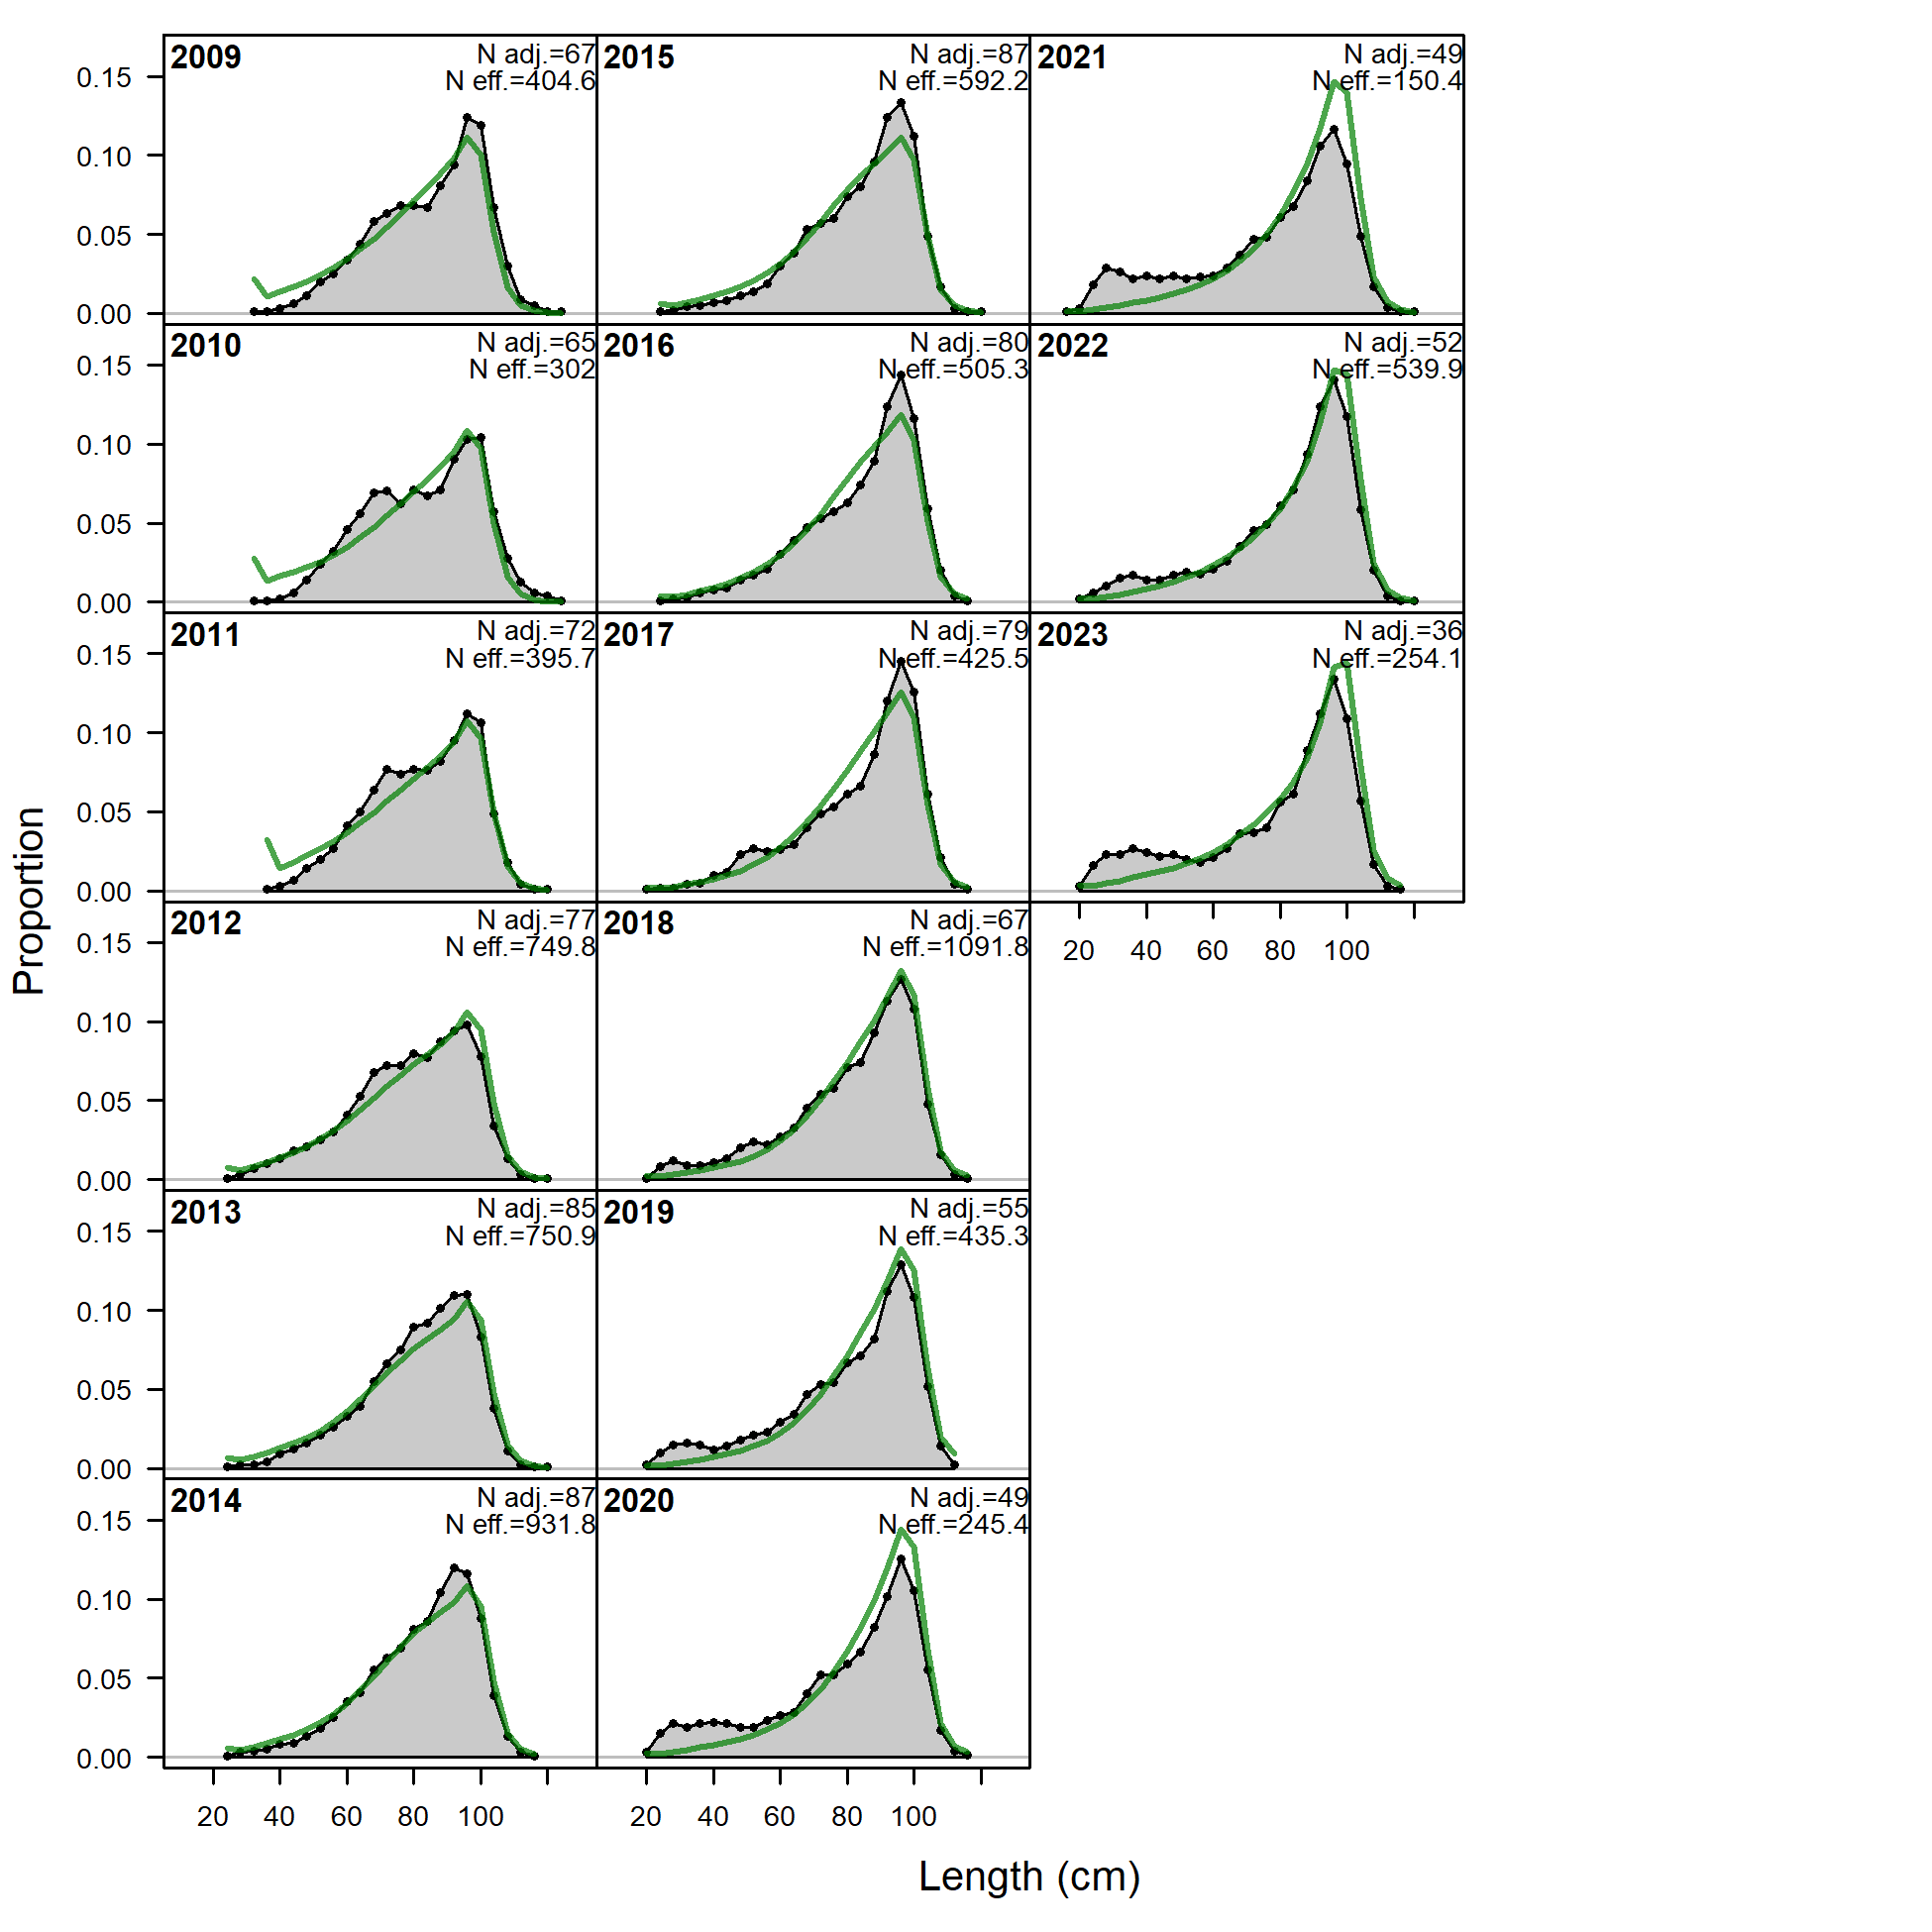 2009
N adj.=67
N eff.=404.6
2015
N adj.=87
N eff.=592.2
2021
N adj.=49
N eff.=150.4
0.15
0.10
0.05
0.00
2010
N adj.=65
N eff.=302
2016
N adj.=80
N eff.=505.3
2022
N adj.=52
N eff.=539.9
0.15
0.10
0.05
0.00
2011
N adj.=72
N eff.=395.7
2017
N adj.=79
N eff.=425.5
2023
N adj.=36
N eff.=254.1
0.15
0.10
0.05
0.00
20 40 60 80 100
2012
N adj.=77
N eff.=749.8
2018
N adj.=67
N eff.=1091.8
0.15
0.10
0.05
0.00
2013
N adj.=85
N eff.=750.9
2019
N adj.=55
N eff.=435.3
0.15
0.10
0.05
0.00
2014
N adj.=87
N eff.=931.8
2020
N adj.=49
N eff.=245.4
0.15
0.10
0.05
0.00
20 40 60 80 100
20 40 60 80 100
Length (cm)
Proportion